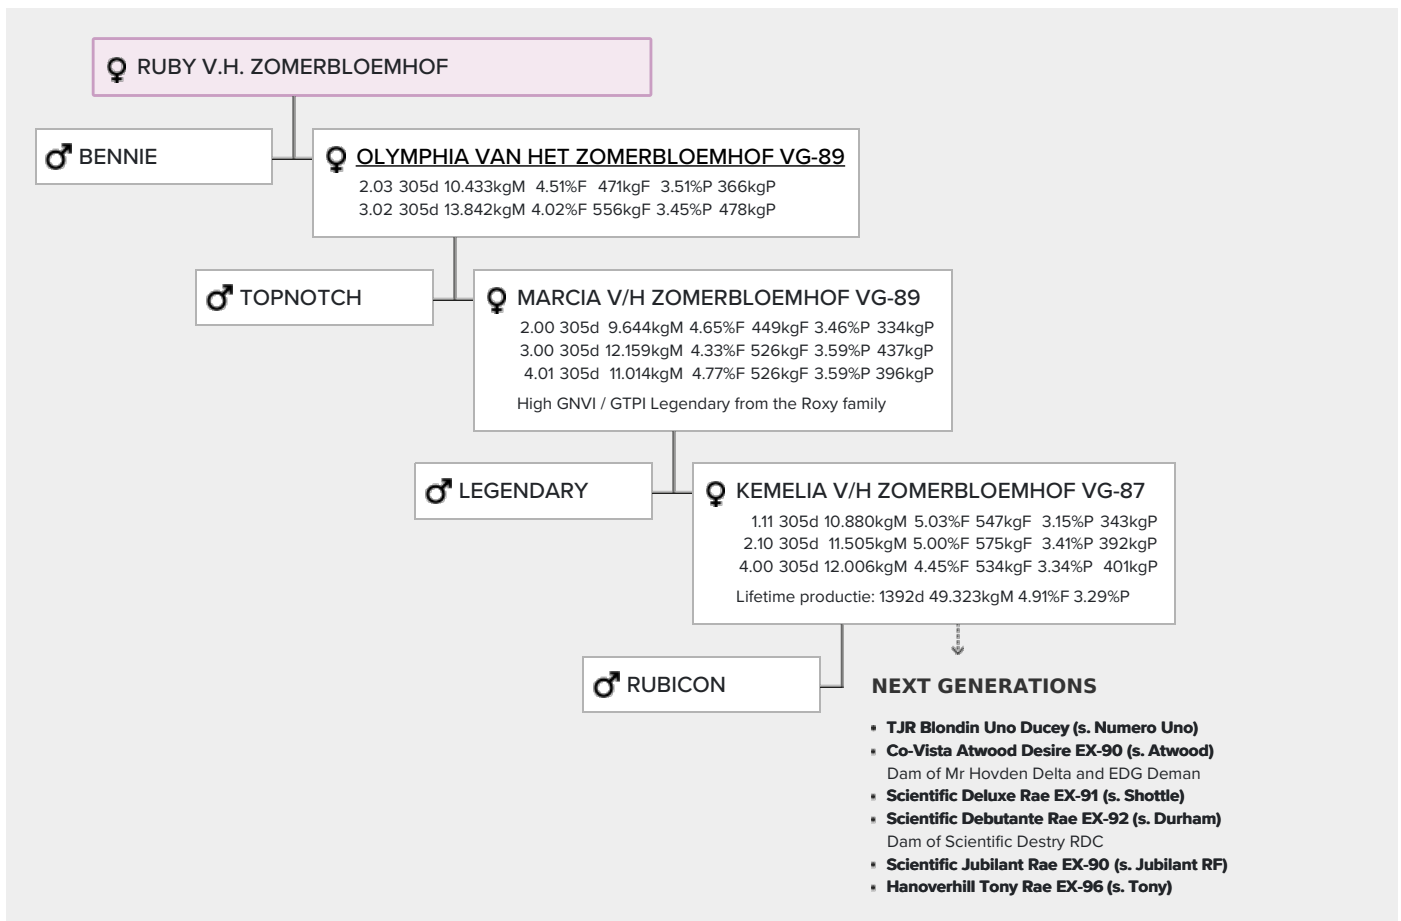 RUBY V.H. ZOMERBLOEMHOF
BENNIE
OLYMPHIA VAN HET ZOMERBLOEMHOF VG-89
2.03 305d 10.433kgM 4.51%F 471kgF 3.51%P 366kgP
3.02 305d 13.842kgM 4.02%F 556kgF 3.45%P 478kgP
TOPNOTCH
MARCIA V/H ZOMERBLOEMHOF VG-89
2.00 305d 9.644kgM 4.65%F 449kgF 3.46%P 334kgP
3.00 305d 12.159kgM 4.33%F 526kgF 3.59%P 437kgP
4.01 305d 11.014kgM 4.77%F 526kgF 3.59%P 396kgP
High GNVI / GTPI Legendary from the Roxy family
LEGENDARY
KEMELIA V/H ZOMERBLOEMHOF VG-87
1.11 305d 10.880kgM 5.03%F 547kgF 3.15%P 343kgP
2.10 305d 11.505kgM 5.00%F 575kgF 3.41%P 392kgP
4.00 305d 12.006kgM 4.45%F 534kgF 3.34%P 401kgP
Lifetime productie: 1392d 49.323kgM 4.91%F 3.29%P
RUBICON
NEXT GENERATIONS
TJR Blondin Uno Ducey (s. Numero Uno)
Co-Vista Atwood Desire EX-90 (s. Atwood)
Dam of Mr Hovden Delta and EDG Deman
Scientific Deluxe Rae EX-91 (s. Shottle)
Scientific Debutante Rae EX-92 (s. Durham)
Dam of Scientific Destry RDC
Scientific Jubilant Rae EX-90 (s. Jubilant RF)
Hanoverhill Tony Rae EX-96 (s. Tony)